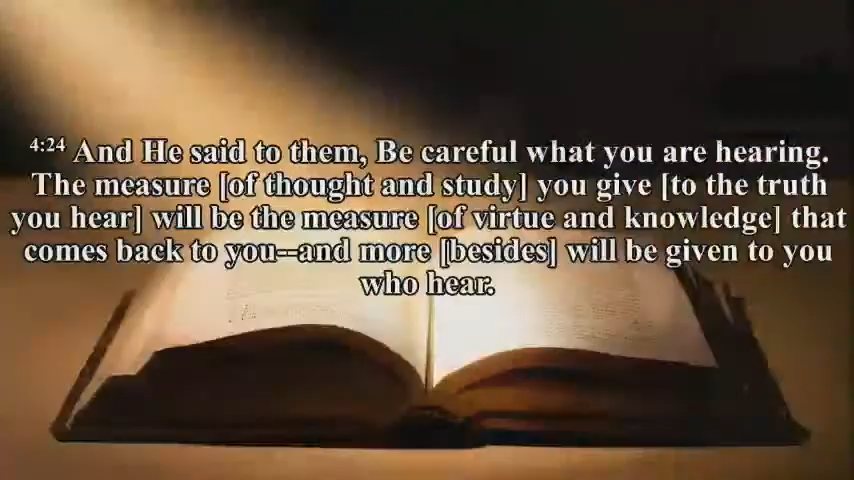 4:24 And He said to them, Be careful what you are hearing.
The measure [of thought and study] you give [to the truth
you hear] will be the measure [of virtue and knowledge] that
comes back to you--and more [besides] will be given to you
who hear.